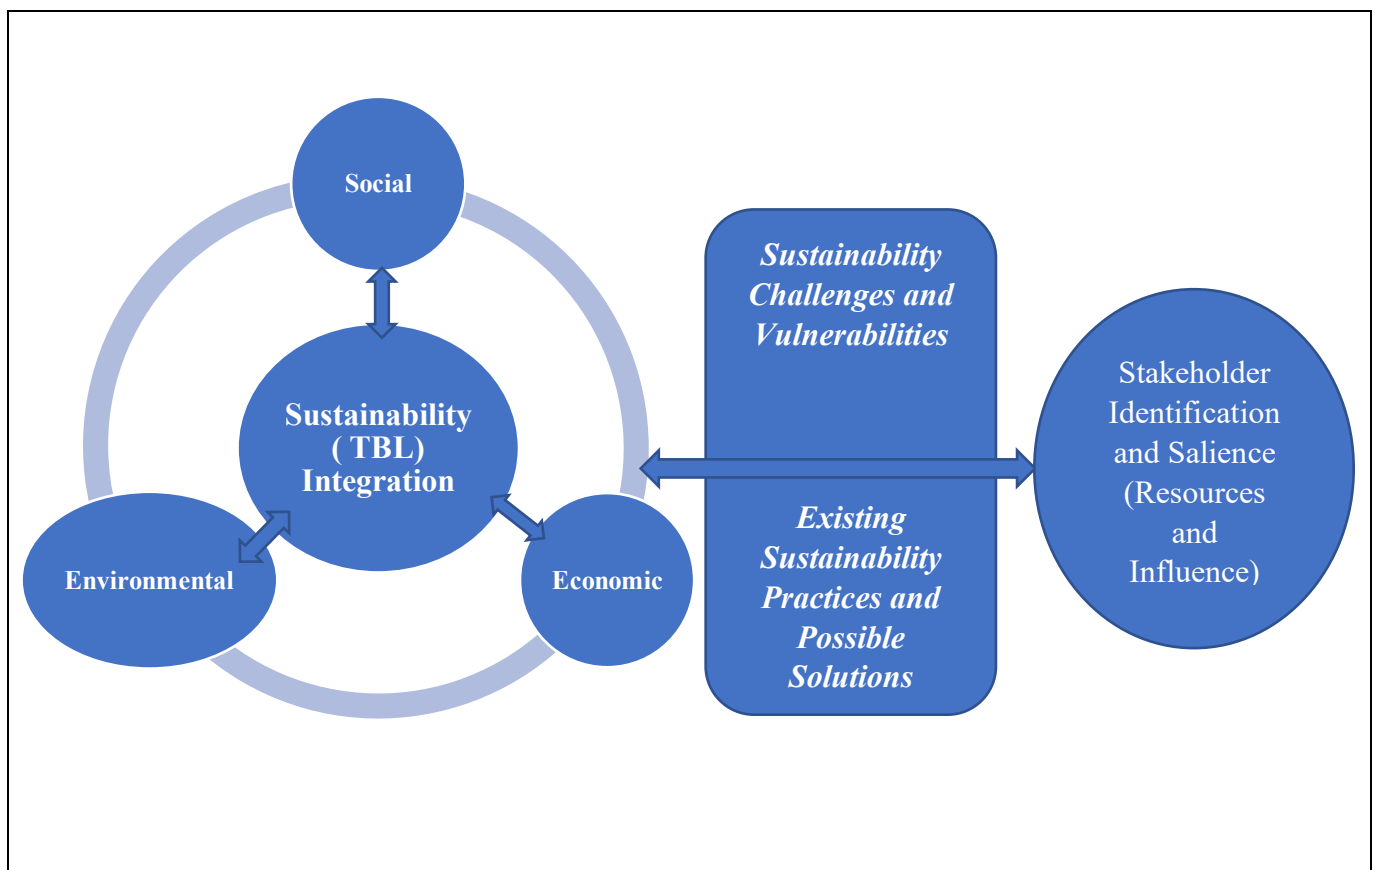 Social
Sustainability
( TBL)
Integration
Environmental
Economic
Sustainability
Challenges and
Vulnerabilities
Existing
Sustainability
Practices and
Possible
Solutions
Stakeholder
Identification
and Salience
(Resources
and
Influence)